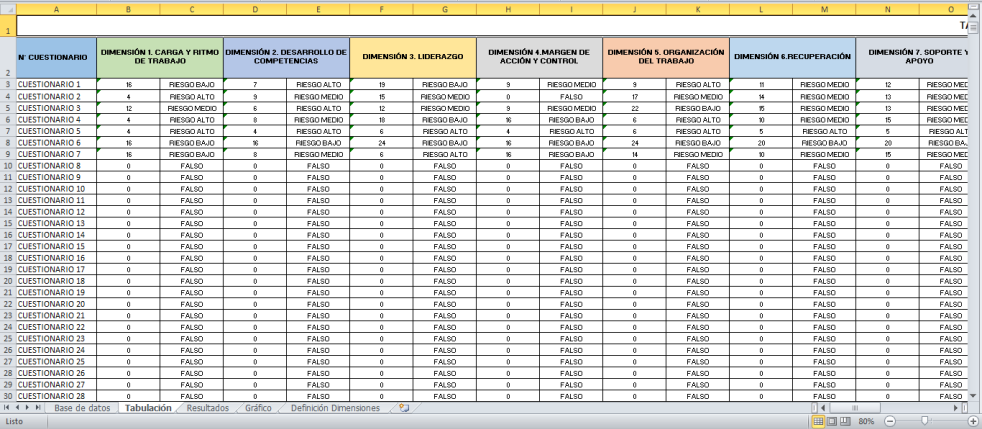 A B C D E F G H I J K L M N O
1 TA
2 N° CUESTIONARIO DIMENSIÓN 1. CARGA Y RITMO DE TRABAJO DIMENSIÓN 2. DESARROLLO DE COMPETENCIAS DIMENSIÓN 3. LIDERAZGO DIMENSIÓN 4.MARGEN DE ACCIÓN Y CONTROL DIMENSIÓN 5. ORGANIZACIÓN DEL TRABAJO DIMENSIÓN 6.RECUPERACIÓN DIMENSIÓN 7. SOPORTE Y APOYO
3 CUESTIONARIO 1 16 RIESGO BAJO 7 RIESGO ALTO 19 RIESGO BAJO 9 RIESGO MEDIO 9 RIESGO ALTO 11 RIESGO MEDIO 12 RIESGO MED
4 CUESTIONARIO 2 4 RIESGO ALTO 9 RIESGO MEDIO 15 RIESGO MEDIO 0 FALSO 17 RIESGO MEDIO 14 RIESGO MEDIO 13 RIESGO MED
5 CUESTIONARIO 3 12 RIESGO MEDIO 6 RIESGO ALTO 12 RIESGO MEDIO 9 RIESGO MEDIO 22 RIESGO BAJO 15 RIESGO MEDIO 13 RIESGO MED
6 CUESTIONARIO 4 4 RIESGO ALTO 8 RIESGO MEDIO 18 RIESGO BAJO 16 RIESGO BAJO 6 RIESGO ALTO 10 RIESGO MEDIO 15 RIESGO MED
7 CUESTIONARIO 5 4 RIESGO ALTO 4 RIESGO ALTO 6 RIESGO ALTO 4 RIESGO ALTO 6 RIESGO ALTO 5 RIESGO ALTO 5 RIESGO ALT
8 CUESTIONARIO 6 16 RIESGO BAJO 16 RIESGO BAJO 24 RIESGO BAJO 16 RIESGO BAJO 24 RIESGO BAJO 20 RIESGO BAJO 20 RIESGO BAJ
9 CUESTIONARIO 7 16 RIESGO BAJO 8 RIESGO MEDIO 6 RIESGO ALTO 16 RIESGO BAJO 14 RIESGO MEDIO 10 RIESGO MEDIO 15 RIESGO MED
10 CUESTIONARIO 8 0 FALSO 0 FALSO 0 FALSO 0 FALSO 0 FALSO 0 FALSO 0 FALSO
11 CUESTIONARIO 9 0 FALSO 0 FALSO 0 FALSO 0 FALSO 0 FALSO 0 FALSO 0 FALSO
12 CUESTIONARIO 10 0 FALSO 0 FALSO 0 FALSO 0 FALSO 0 FALSO 0 FALSO 0 FALSO
13 CUESTIONARIO 11 0 FALSO 0 FALSO 0 FALSO 0 FALSO 0 FALSO 0 FALSO 0 FALSO
14 CUESTIONARIO 12 0 FALSO 0 FALSO 0 FALSO 0 FALSO 0 FALSO 0 FALSO 0 FALSO
15 CUESTIONARIO 13 0 FALSO 0 FALSO 0 FALSO 0 FALSO 0 FALSO 0 FALSO 0 FALSO
16 CUESTIONARIO 14 0 FALSO 0 FALSO 0 FALSO 0 FALSO 0 FALSO 0 FALSO 0 FALSO
17 CUESTIONARIO 15 0 FALSO 0 FALSO 0 FALSO 0 FALSO 0 FALSO 0 FALSO 0 FALSO
18 CUESTIONARIO 16 0 FALSO 0 FALSO 0 FALSO 0 FALSO 0 FALSO 0 FALSO 0 FALSO
19 CUESTIONARIO 17 0 FALSO 0 FALSO 0 FALSO 0 FALSO 0 FALSO 0 FALSO 0 FALSO
20 CUESTIONARIO 18 0 FALSO 0 FALSO 0 FALSO 0 FALSO 0 FALSO 0 FALSO 0 FALSO
21 CUESTIONARIO 19 0 FALSO 0 FALSO 0 FALSO 0 FALSO 0 FALSO 0 FALSO 0 FALSO
22 CUESTIONARIO 20 0 FALSO 0 FALSO 0 FALSO 0 FALSO 0 FALSO 0 FALSO 0 FALSO
23 CUESTIONARIO 21 0 FALSO 0 FALSO 0 FALSO 0 FALSO 0 FALSO 0 FALSO 0 FALSO
24 CUESTIONARIO 22 0 FALSO 0 FALSO 0 FALSO 0 FALSO 0 FALSO 0 FALSO 0 FALSO
25 CUESTIONARIO 23 0 FALSO 0 FALSO 0 FALSO 0 FALSO 0 FALSO 0 FALSO 0 FALSO
26 CUESTIONARIO 24 0 FALSO 0 FALSO 0 FALSO 0 FALSO 0 FALSO 0 FALSO 0 FALSO
27 CUESTIONARIO 25 0 FALSO 0 FALSO 0 FALSO 0 FALSO 0 FALSO 0 FALSO 0 FALSO
28 CUESTIONARIO 26 0 FALSO 0 FALSO 0 FALSO 0 FALSO 0 FALSO 0 FALSO 0 FALSO
29 CUESTIONARIO 27 0 FALSO 0 FALSO 0 FALSO 0 FALSO 0 FALSO 0 FALSO 0 FALSO
30 CUESTIONARIO 28 0 FALSO 0 FALSO 0 FALSO 0 FALSO 0 FALSO 0 FALSO 0 FALSO
Base de datos Tabulación Resultados Gráfico Definición Dimensiones
Listo 80%